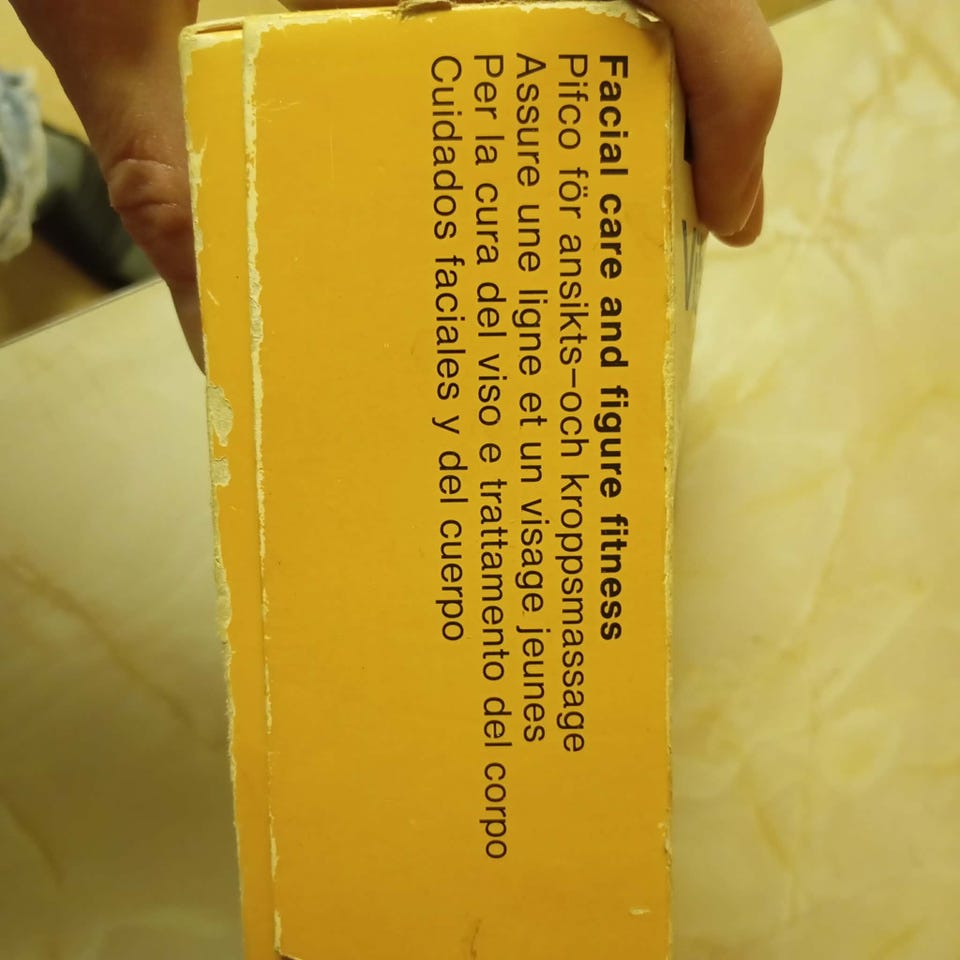 Facial care and figure fitness
Pifco för ansikts-och kroppsmassage
Assure une ligne et un visage jeunes
Per la cura del viso e trattamento del corpo
Cuidados faciales y del cuerpo